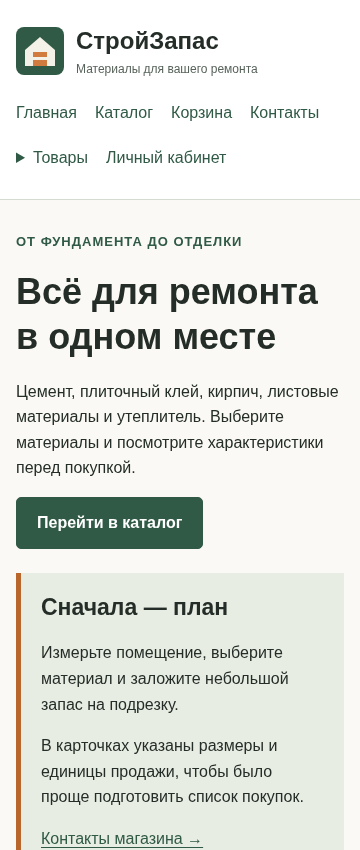 СтройЗапас
Материалы для вашего ремонта
Главная Каталог Корзина Контакты
▶ Товары Личный кабинет
ОТ ФУНДАМЕНТА ДО ОТДЕЛКИ
Всё для ремонта
в одном месте
Цемент, плиточный клей, кирпич, листовые
материалы и утеплитель. Выберите
материалы и посмотрите характеристики
перед покупкой.
Перейти в каталог
Сначала — план
Измерьте помещение, выберите
материал и заложите небольшой
запас на подрезку.
В карточках указаны размеры и
единицы продажи, чтобы было
проще подготовить список покупок.
Контакты магазина →